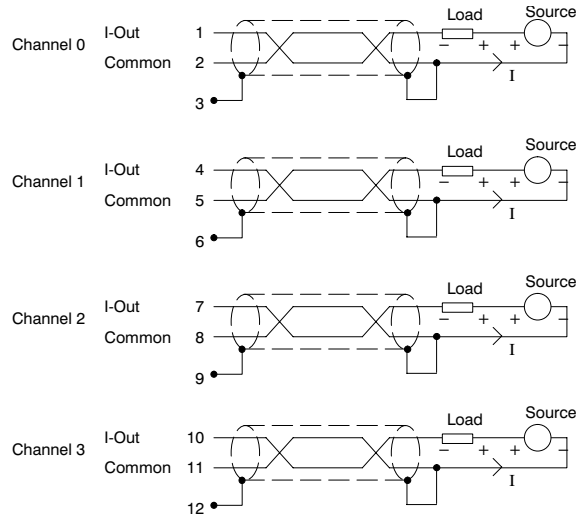 Load Source
Channel 0 I-Out 1
− + + −
Common 2
I
3
Load Source
Channel 1 I-Out 4
− + + −
Common 5
I
6
Load Source
Channel 2 I-Out 7
− + + −
Common 8
I
9
Load Source
Channel 3 I-Out 10
− + + −
Common 11
I
12